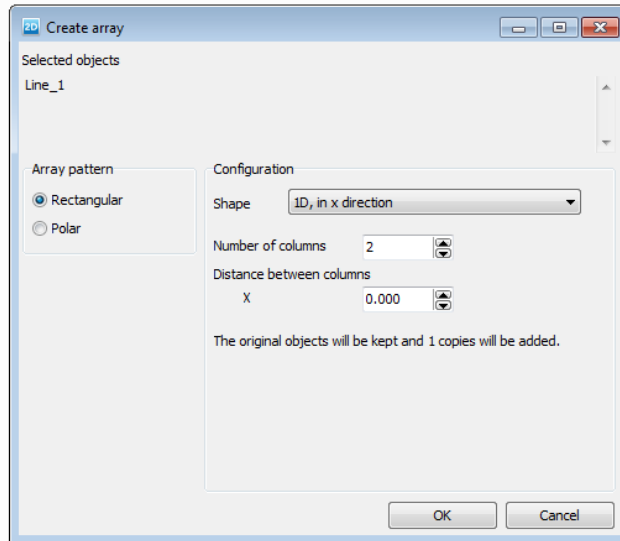 2D Create array
Selected objects
Line_1
Array pattern
Rectangular
Polar
Configuration
Shape 1D, in x direction
Number of columns 2
Distance between columns
X 0.000
The original objects will be kept and 1 copies will be added.
OK Cancel